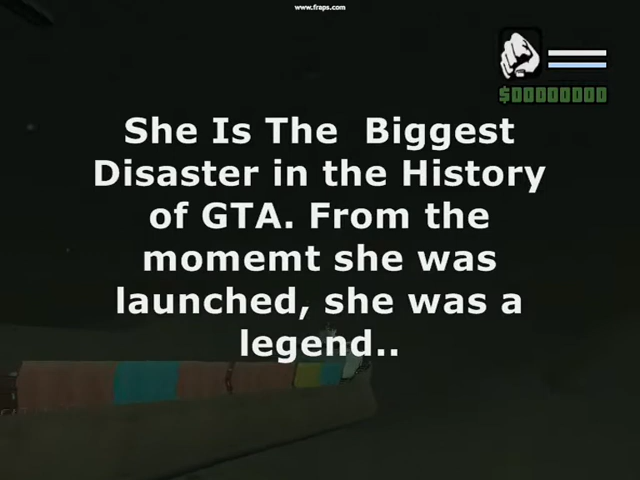 www.fraps.com
$00000000
She Is The  Biggest
Disaster in the History
of GTA. From the
momemt she was
launched, she was a
legend..